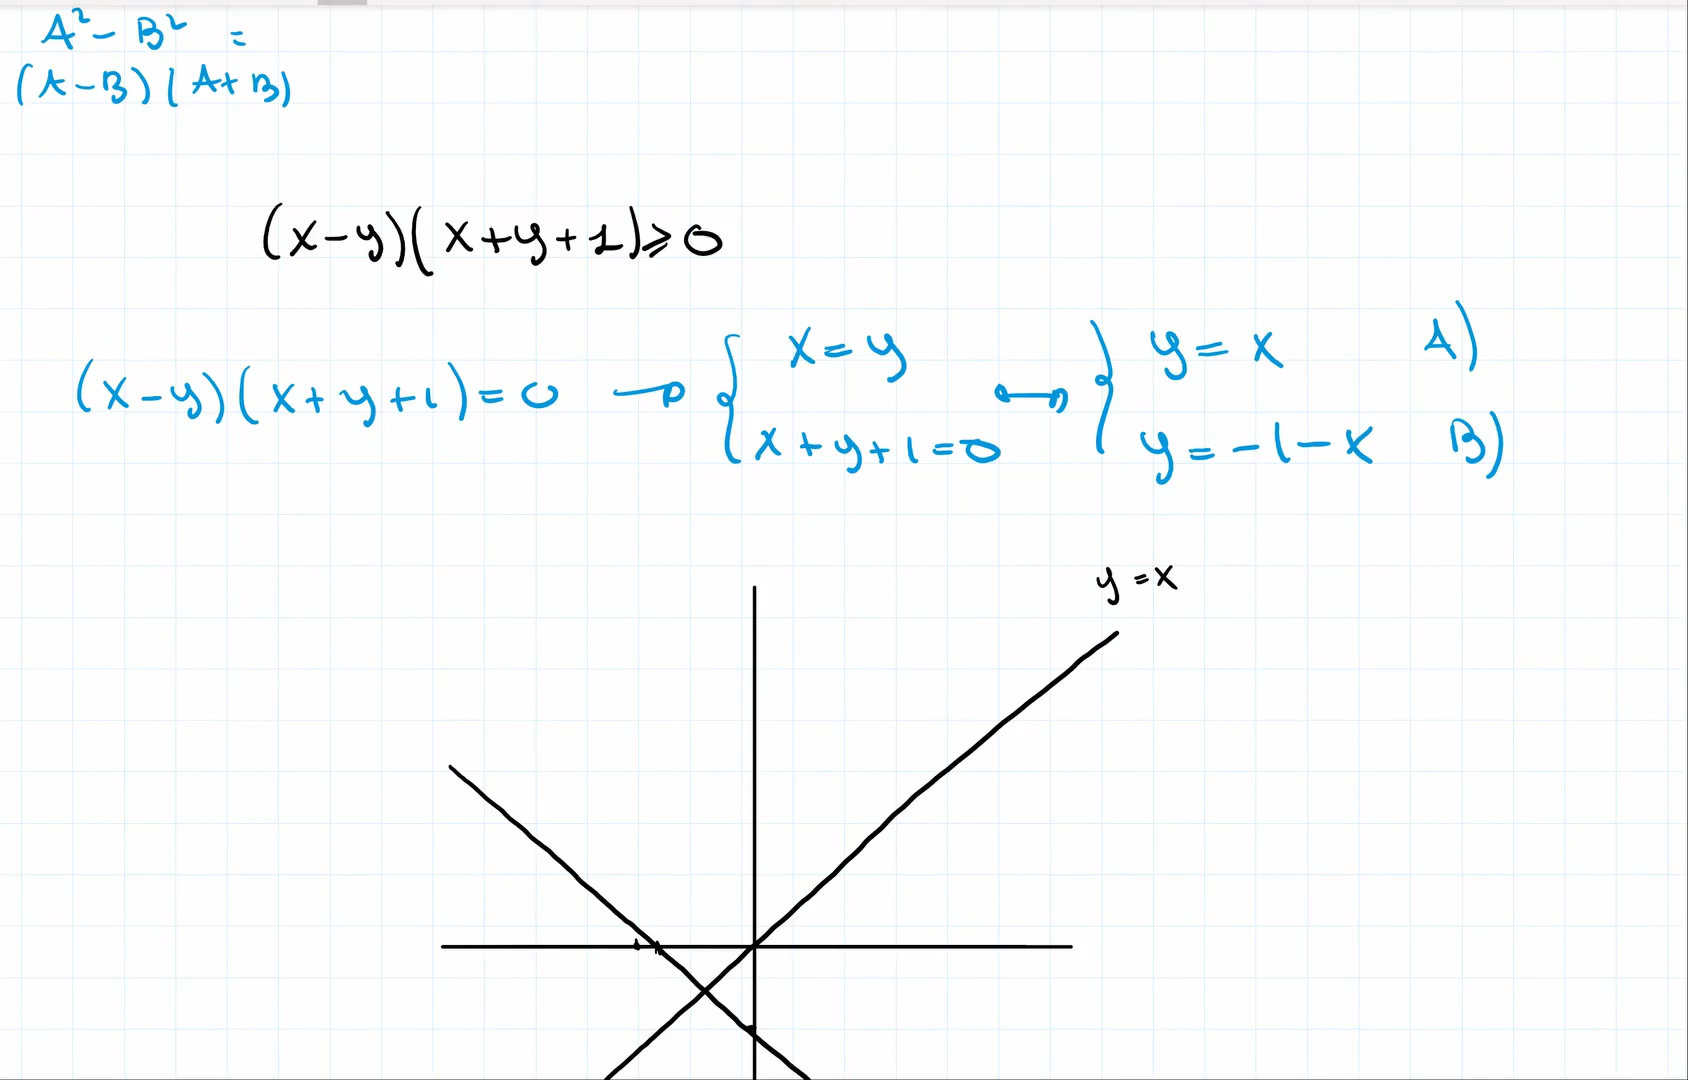 A² - B² =
(A-B)(A+B)
(x-y)(x+y+1)⩾0
(x-y)(x+y+1)=0 → { x=y ↔ { y=x A)
x+y+1=0 y=-1-x B)
y=x